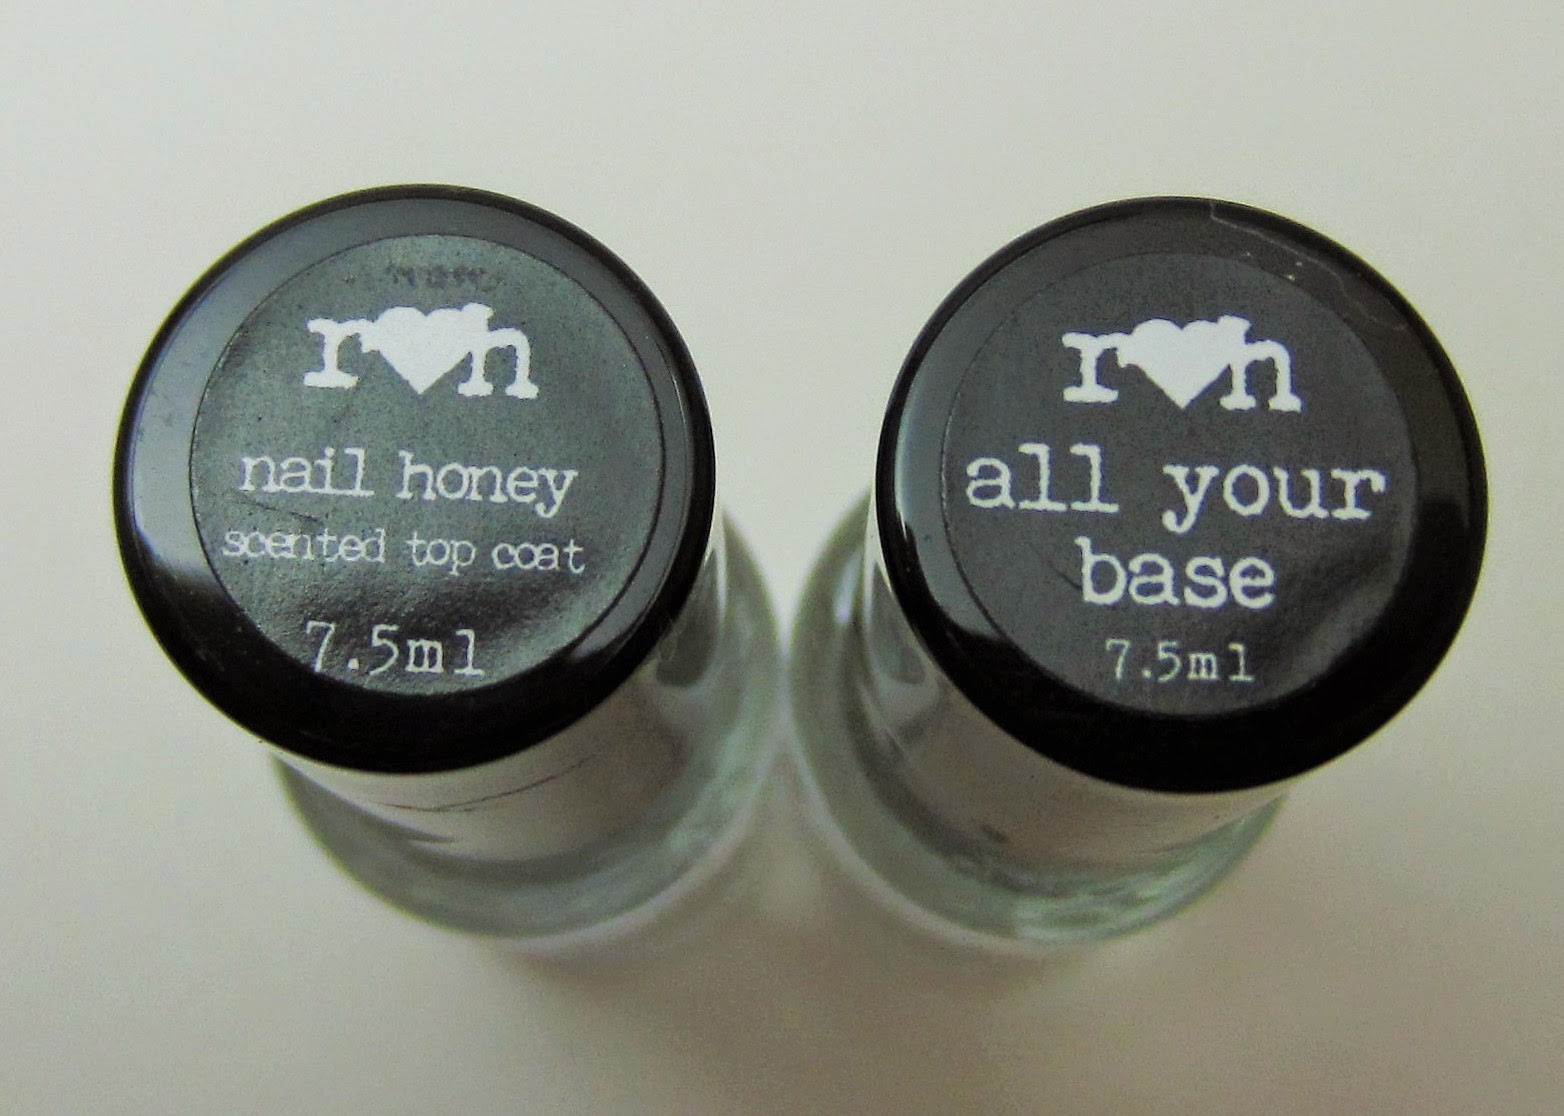 r♥h
nail honey
scented top coat
7.5ml
r♥h
all your
base
7.5ml